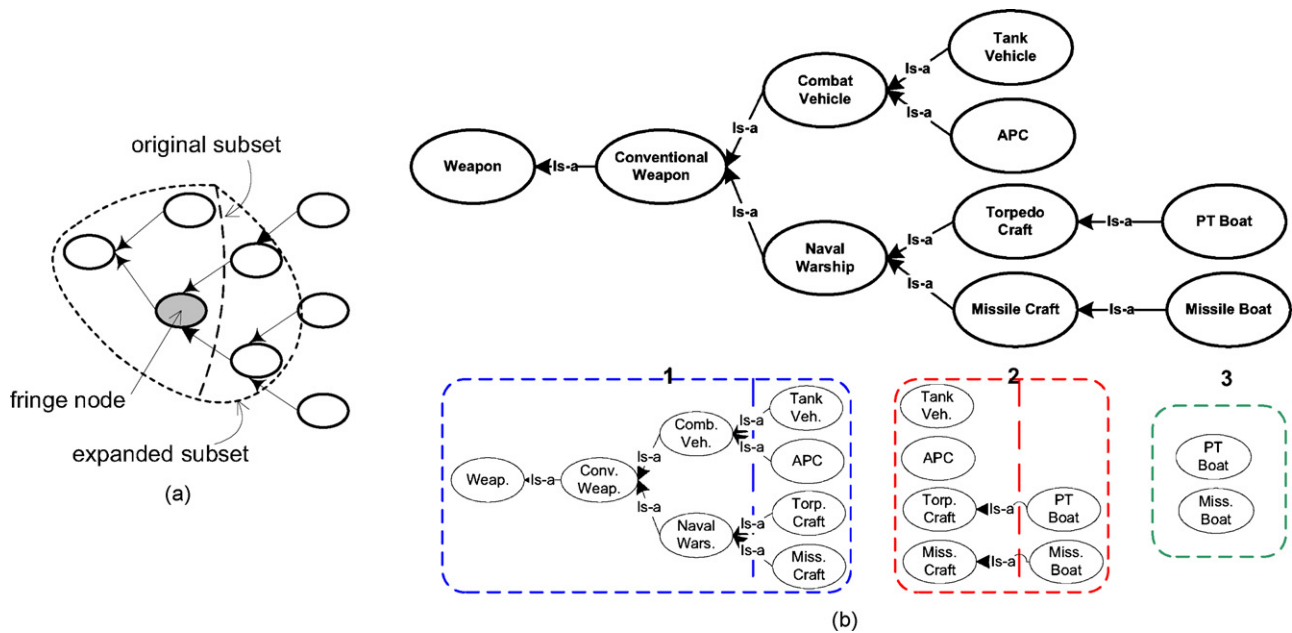 original subset
fringe node
expanded subset
(a)
Tank
Vehicle
Is-a
Combat
Vehicle
Is-a
APC
Is-a
Weapon
Is-a
Conventional
Weapon
Is-a
Torpedo
Craft
Is-a
PT Boat
Is-a
Naval
Warship
Is-a
Missile Craft
Is-a
Missile Boat
1
Tank
Veh.
Is-a
Comb.
Veh.
Is-a
Is-a
APC
Weap.
Is-a
Conv.
Weap.
Is-a
Torp.
Craft
Is-a
Naval
Wars.
Is-a
Miss.
Craft
2
Tank
Veh.
APC
Torp.
Craft
Is-a
PT
Boat
Miss.
Craft
Is-a
Miss.
Boat
3
PT
Boat
Miss.
Boat
(b)